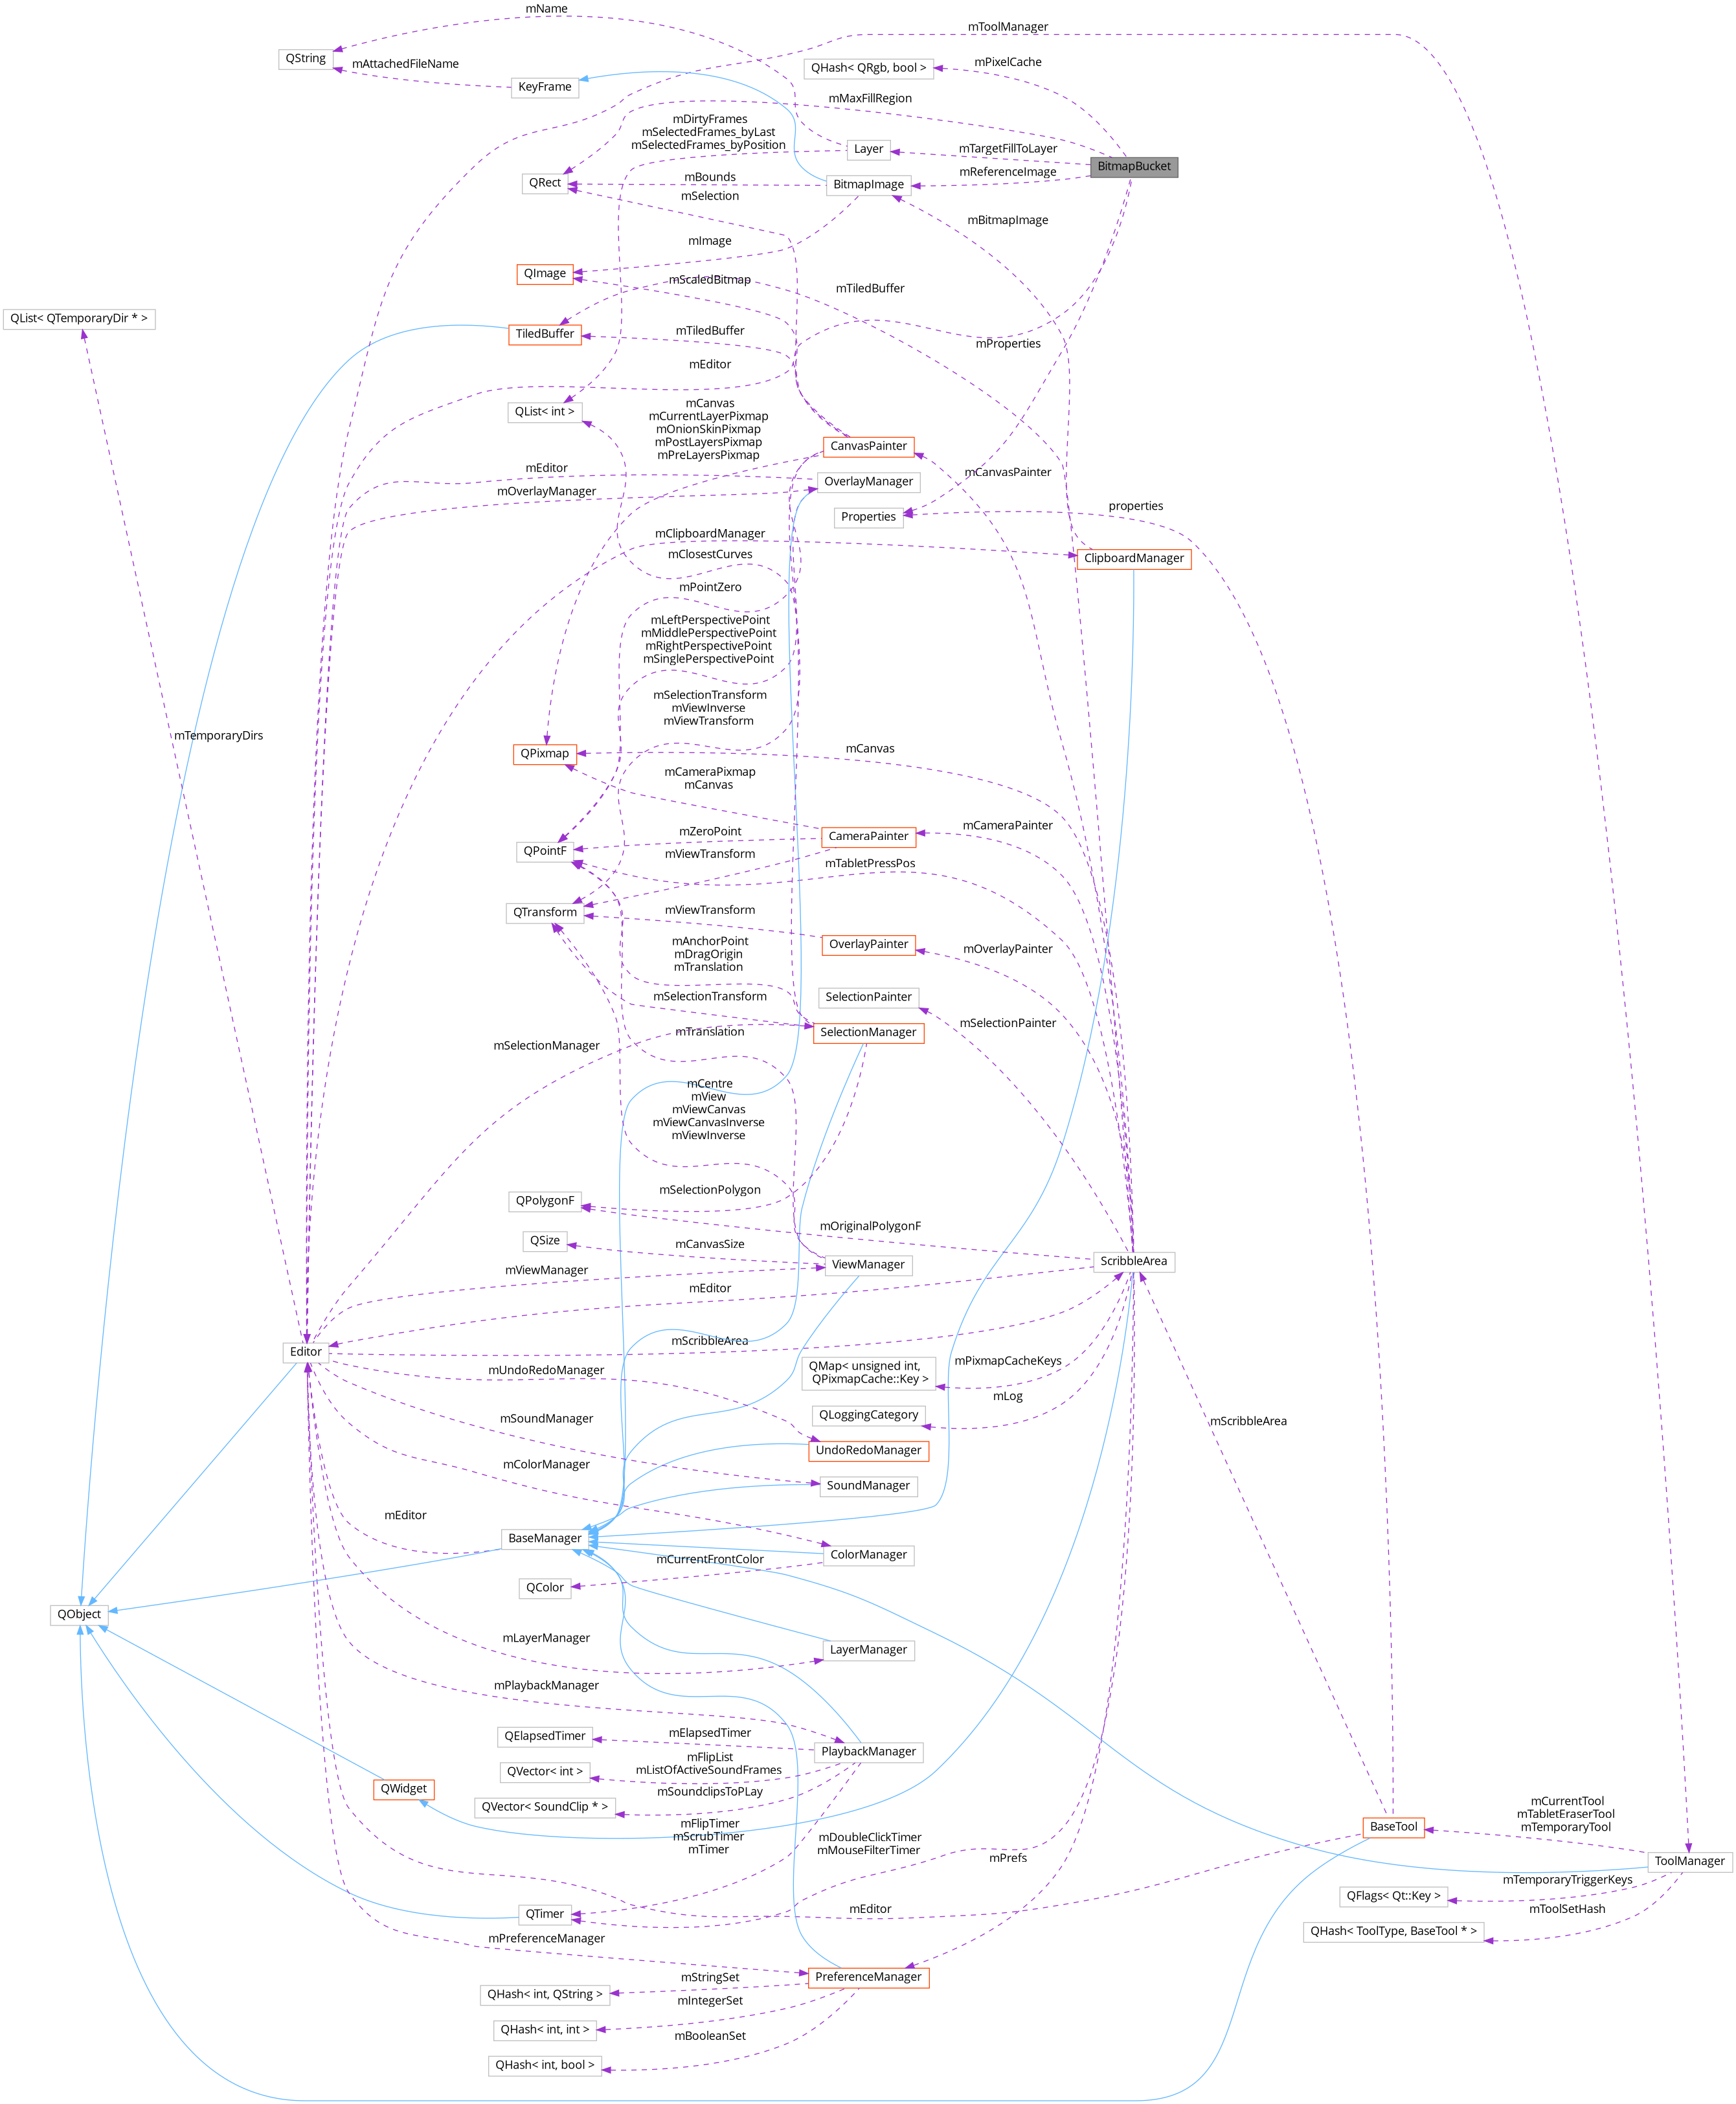 mName
mToolManager
QString
mAttachedFileName
KeyFrame
QHash< QRgb, bool >
mPixelCache
mMaxFillRegion
mDirtyFrames
mSelectedFrames_byLast
mSelectedFrames_byPosition
Layer
mTargetFillToLayer
BitmapBucket
mReferenceImage
QRect
mBounds
BitmapImage
mSelection
mBitmapImage
mImage
QImage
mScaledBitmap
mTiledBuffer
QList< QTemporaryDir * >
TiledBuffer
mTiledBuffer
mProperties
mEditor
QList< int >
mCanvas
mCurrentLayerPixmap
mOnionSkinPixmap
mPostLayersPixmap
mPreLayersPixmap
CanvasPainter
mEditor
mCanvasPainter
OverlayManager
mOverlayManager
Properties
properties
mClipboardManager
ClipboardManager
mClosestCurves
mPointZero
mLeftPerspectivePoint
mMiddlePerspectivePoint
mRightPerspectivePoint
mSinglePerspectivePoint
mSelectionTransform
mViewInverse
mViewTransform
mTemporaryDirs
QPixmap
mCanvas
mCameraPixmap
mCanvas
mZeroPoint
CameraPainter
mCameraPainter
QPointF
mViewTransform
mTabletPressPos
QTransform
mViewTransform
OverlayPainter
mOverlayPainter
mAnchorPoint
mDragOrigin
mTranslation
mSelectionTransform
SelectionPainter
mSelectionPainter
SelectionManager
mSelectionManager
mTranslation
mCentre
mView
mViewCanvas
mViewCanvasInverse
mViewInverse
QPolygonF
mSelectionPolygon
mOriginalPolygonF
QSize
mCanvasSize
ViewManager
ScribbleArea
mViewManager
mEditor
Editor
mScribbleArea
mUndoRedoManager
QMap< unsigned int,
QPixmapCache::Key >
mPixmapCacheKeys
QLoggingCategory
mLog
mScribbleArea
mSoundManager
UndoRedoManager
mColorManager
SoundManager
mEditor
BaseManager
ColorManager
mCurrentFrontColor
QColor
QObject
mLayerManager
LayerManager
mPlaybackManager
QElapsedTimer
mElapsedTimer
PlaybackManager
QVector< int >
mFlipList
mListOfActiveSoundFrames
QWidget
QVector< SoundClip * >
mSoundclipsToPLay
mFlipTimer
mScrubTimer
mTimer
mDoubleClickTimer
mMouseFilterTimer
mPrefs
BaseTool
mCurrentTool
mTabletEraserTool
mTemporaryTool
ToolManager
QFlags< Qt::Key >
mTemporaryTriggerKeys
QTimer
mEditor
mToolSetHash
QHash< ToolType, BaseTool * >
mPreferenceManager
PreferenceManager
QHash< int, QString >
mStringSet
mIntegerSet
QHash< int, int >
mBooleanSet
QHash< int, bool >